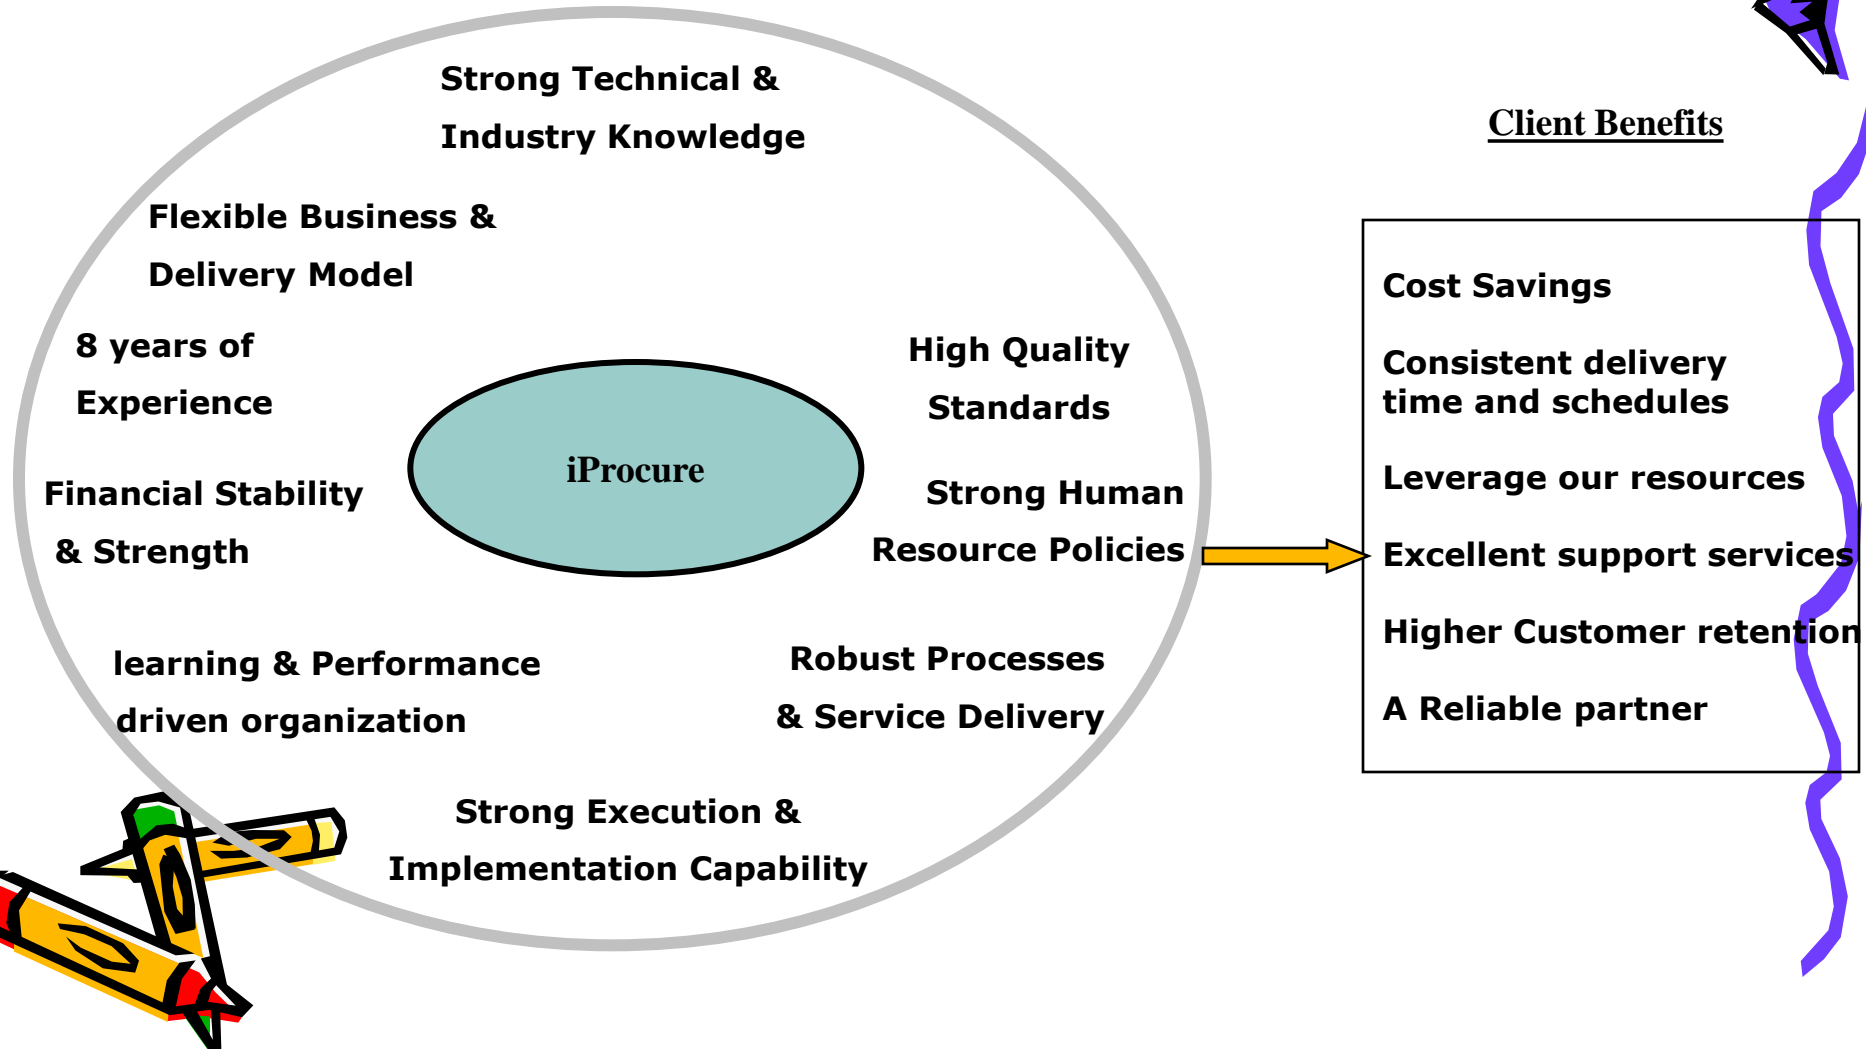 Strong Technical &
Industry Knowledge
Flexible Business &
Delivery Model
8 years of
Experience
Financial Stability
& Strength
learning & Performance
driven organization
Strong Execution &
Implementation Capability
iProcure
High Quality
Standards
Strong Human
Resource Policies
Robust Processes
& Service Delivery
Client Benefits
Cost Savings
Consistent delivery
time and schedules
Leverage our resources
Excellent support services
Higher Customer retention
A Reliable partner